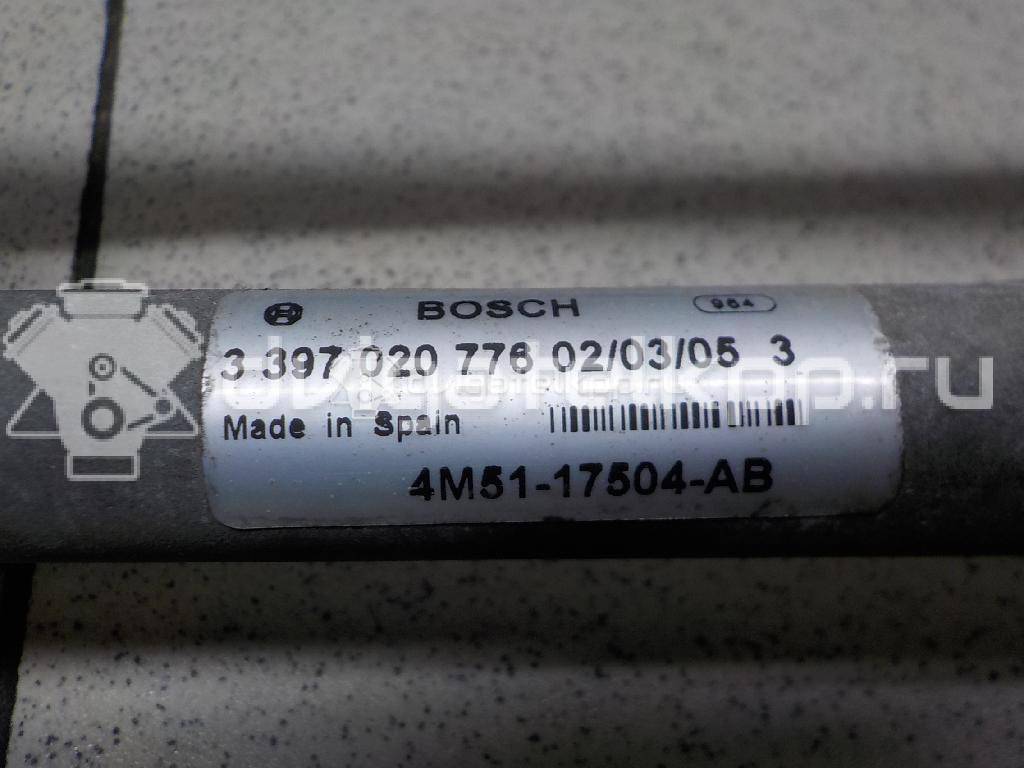 BOSCH 964
3 397 020 776 02/03/05 3
Made in Spain
4M51-17504-AB